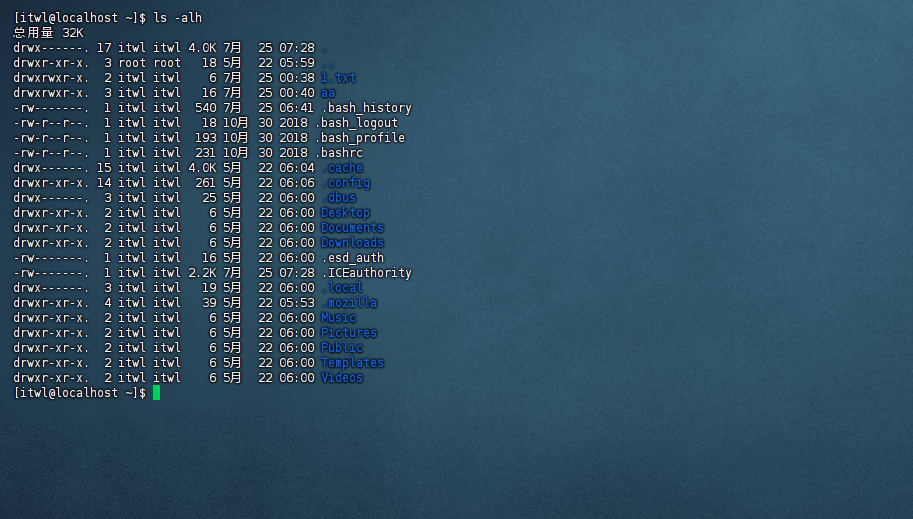 [itwl@localhost ~]$ ls -alh
总用量 32K
drwx------. 17 itwl itwl 4.0K 7月  25 07:28 .
drwxr-xr-x.  3 root root   18 5月  22 05:59 ..
drwxrwxr-x.  2 itwl itwl    6 7月  25 00:38 1.txt
drwxrwxr-x.  3 itwl itwl   16 7月  25 00:40 aa
-rw-------.  1 itwl itwl  540 7月  25 06:41 .bash_history
-rw-r--r--.  1 itwl itwl   18 10月 30 2018 .bash_logout
-rw-r--r--.  1 itwl itwl  193 10月 30 2018 .bash_profile
-rw-r--r--.  1 itwl itwl  231 10月 30 2018 .bashrc
drwx------. 15 itwl itwl 4.0K 5月  22 06:04 .cache
drwxr-xr-x. 14 itwl itwl  261 5月  22 06:06 .config
drwx------.  3 itwl itwl   25 5月  22 06:00 .dbus
drwxr-xr-x.  2 itwl itwl    6 5月  22 06:00 Desktop
drwxr-xr-x.  2 itwl itwl    6 5月  22 06:00 Documents
drwxr-xr-x.  2 itwl itwl    6 5月  22 06:00 Downloads
-rw-------.  1 itwl itwl   16 5月  22 06:00 .esd_auth
-rw-------.  1 itwl itwl 2.2K 7月  25 07:28 .ICEauthority
drwx------.  3 itwl itwl   19 5月  22 06:00 .local
drwxr-xr-x.  4 itwl itwl   39 5月  22 05:53 .mozilla
drwxr-xr-x.  2 itwl itwl    6 5月  22 06:00 Music
drwxr-xr-x.  2 itwl itwl    6 5月  22 06:00 Pictures
drwxr-xr-x.  2 itwl itwl    6 5月  22 06:00 Public
drwxr-xr-x.  2 itwl itwl    6 5月  22 06:00 Templates
drwxr-xr-x.  2 itwl itwl    6 5月  22 06:00 Videos
[itwl@localhost ~]$